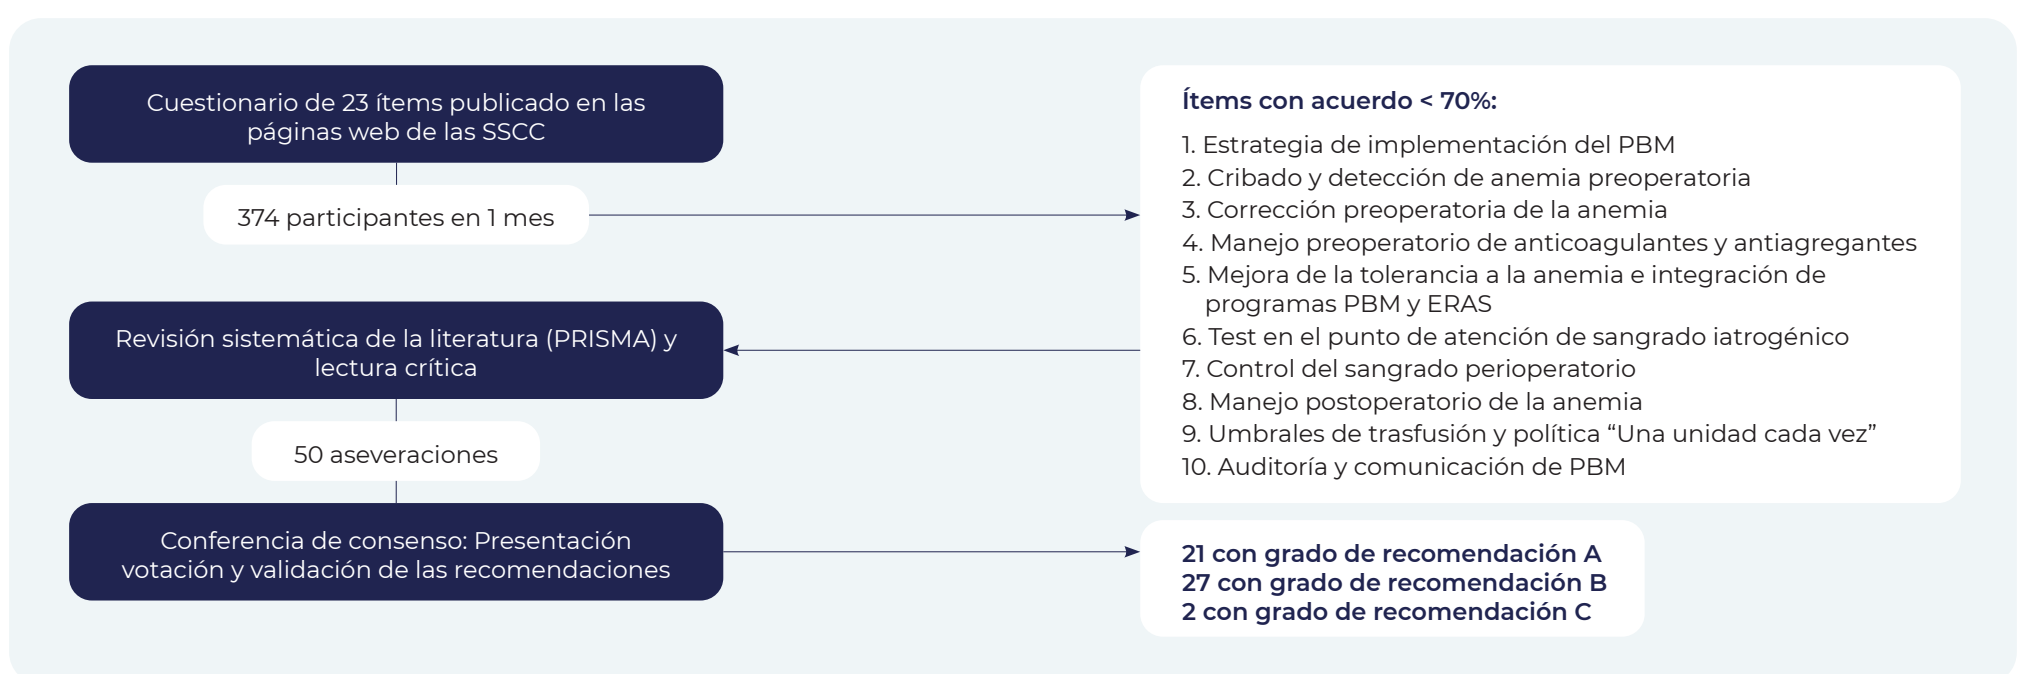 Cuestionario de 23 ítems publicado en las
páginas web de las SSCC
374 participantes en 1 mes
Ítems con acuerdo < 70%:
1. Estrategia de implementación del PBM
2. Cribado y detección de anemia preoperatoria
3. Corrección preoperatoria de la anemia
4. Manejo preoperatorio de anticoagulantes y antiagregantes
5. Mejora de la tolerancia a la anemia e integración de
programas PBM y ERAS
6. Test en el punto de atención de sangrado iatrogénico
7. Control del sangrado perioperatorio
8. Manejo postoperatorio de la anemia
9. Umbrales de trasfusión y política “Una unidad cada vez”
10. Auditoría y comunicación de PBM
Revisión sistemática de la literatura (PRISMA) y
lectura crítica
50 aseveraciones
Conferencia de consenso: Presentación
votación y validación de las recomendaciones
21 con grado de recomendación A
27 con grado de recomendación B
2 con grado de recomendación C